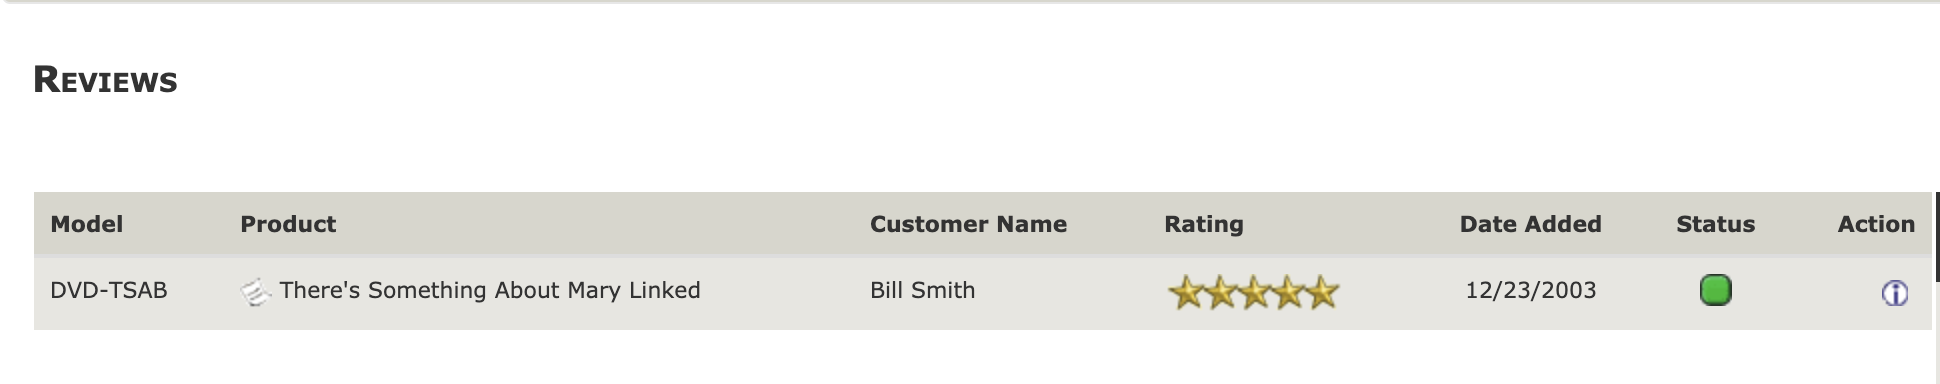 Reviews
Model Product Customer Name Rating Date Added Status Action
DVD-TSAB There's Something About Mary Linked Bill Smith 12/23/2003